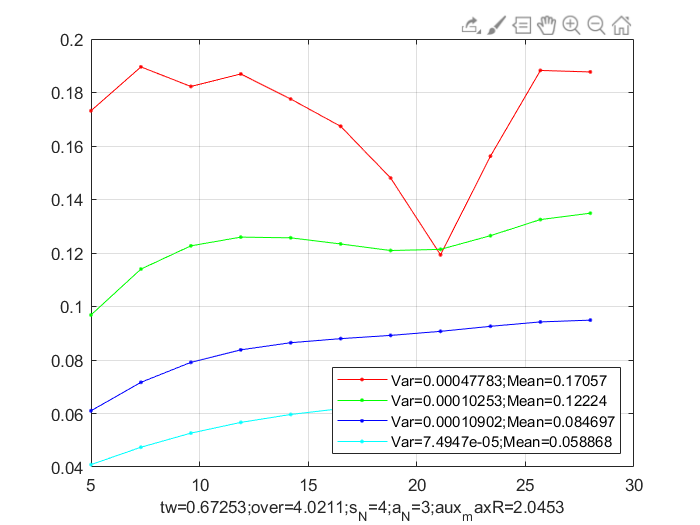 0.2
0.18
0.16
0.14
0.12
0.1
0.08
0.06
0.04
Var=0.00047783;Mean=0.17057
Var=0.00010253;Mean=0.12224
Var=0.00010902;Mean=0.084697
Var=7.4947e-05;Mean=0.058868
5 10 15 20 25 30
tw=0.67253;over=4.0211;s_N=4;a_N=3;aux_maxR=2.0453